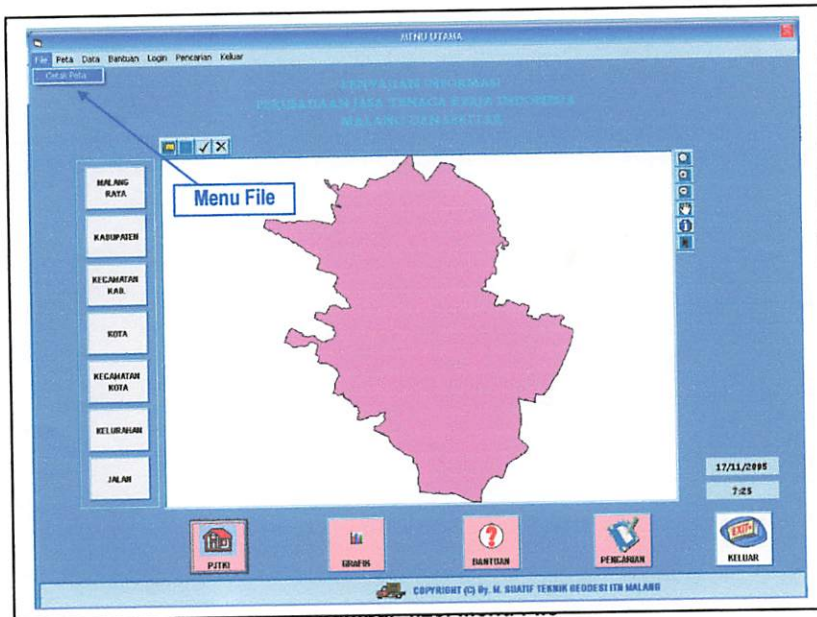 MENU UTAMA
File Peta Data Bantuan Login Pencarian Keluar
Cetak Peta
PENYAJIAN INFORMASI
PERUSAHAAN JASA TENAGA KERJA INDONESIA
MALANG DAN SEKITAR
Menu File
MALANG
RAYA
KABUPATEN
KECAMATAN
KAB.
KOTA
KECAMATAN
KOTA
KELURAHAN
JALAN
17/11/2005
7:25
PJTKI
GRAFIK
BANTUAN
PENCARIAN
EXIT
KELUAR
COPYRIGHT (C) By. M. SUATIF TEKNIK GEODESI ITN MALANG